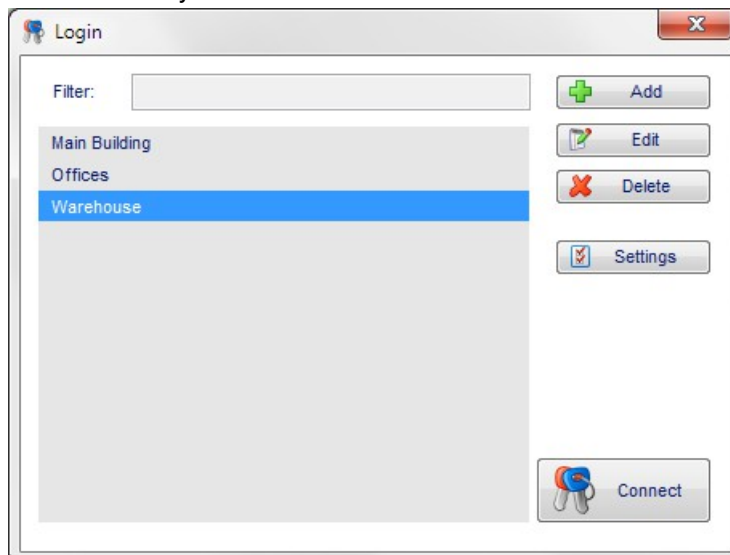 Login
Filter:
Add
Main Building
Edit
Offices
Delete
Warehouse
Settings
Connect